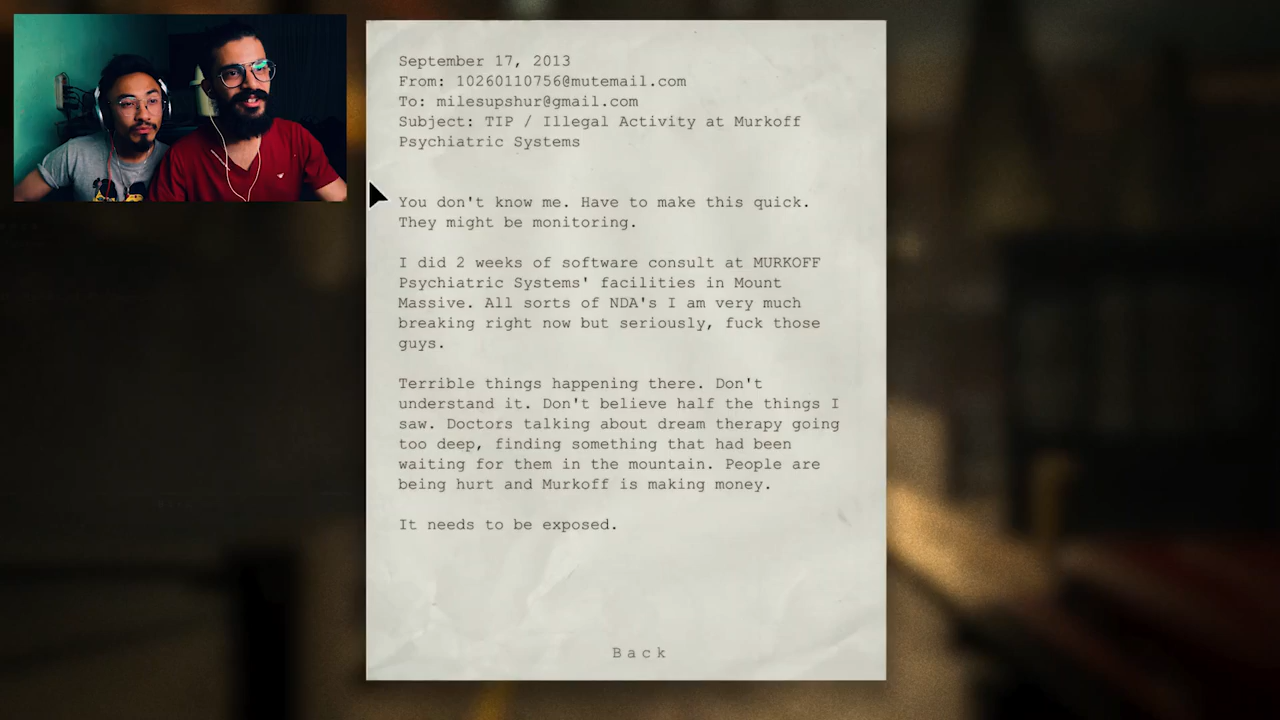 September 17, 2013
From: 10260110756@mutemail.com
To: milesupshur@gmail.com
Subject: TIP / Illegal Activity at Murkoff
Psychiatric Systems
You don't know me. Have to make this quick.
They might be monitoring.
I did 2 weeks of software consult at MURKOFF
Psychiatric Systems' facilities in Mount
Massive. All sorts of NDA's I am very much
breaking right now but seriously, fuck those
guys.
Terrible things happening there. Don't
understand it. Don't believe half the things I
saw. Doctors talking about dream therapy going
too deep, finding something that had been
waiting for them in the mountain. People are
being hurt and Murkoff is making money.
It needs to be exposed.
Back